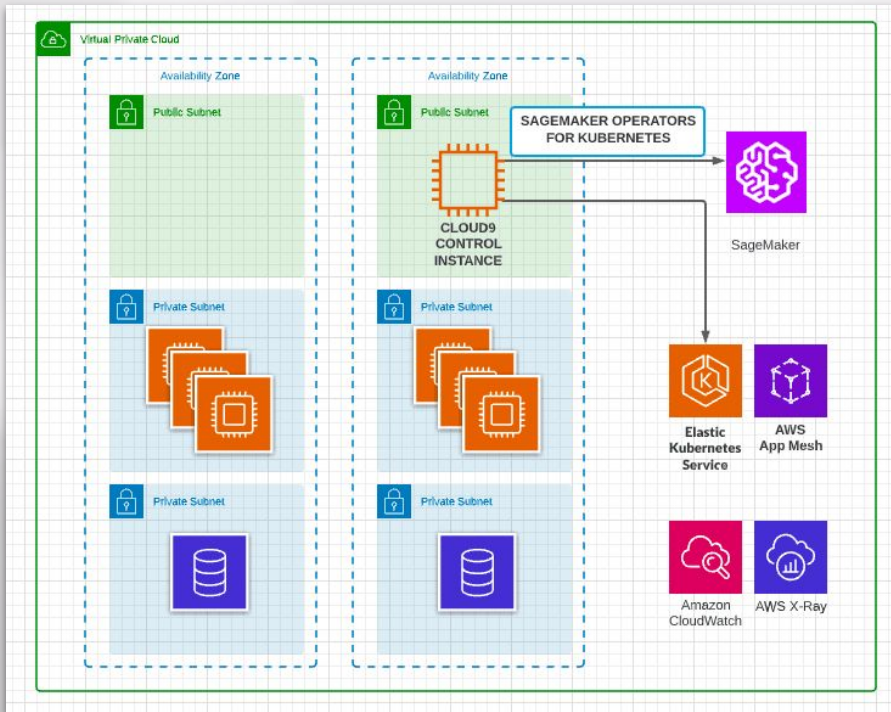 Virtual Private Cloud
Availability Zone
Availability Zone
Public Subnet
Public Subnet
SAGEMAKER OPERATORS
FOR KUBERNETES
CLOUD9
CONTROL
INSTANCE
SageMaker
Private Subnet
Private Subnet
K
Elastic
Kubernetes
Service
AWS
App Mesh
Private Subnet
Private Subnet
Amazon
CloudWatch
AWS X-Ray